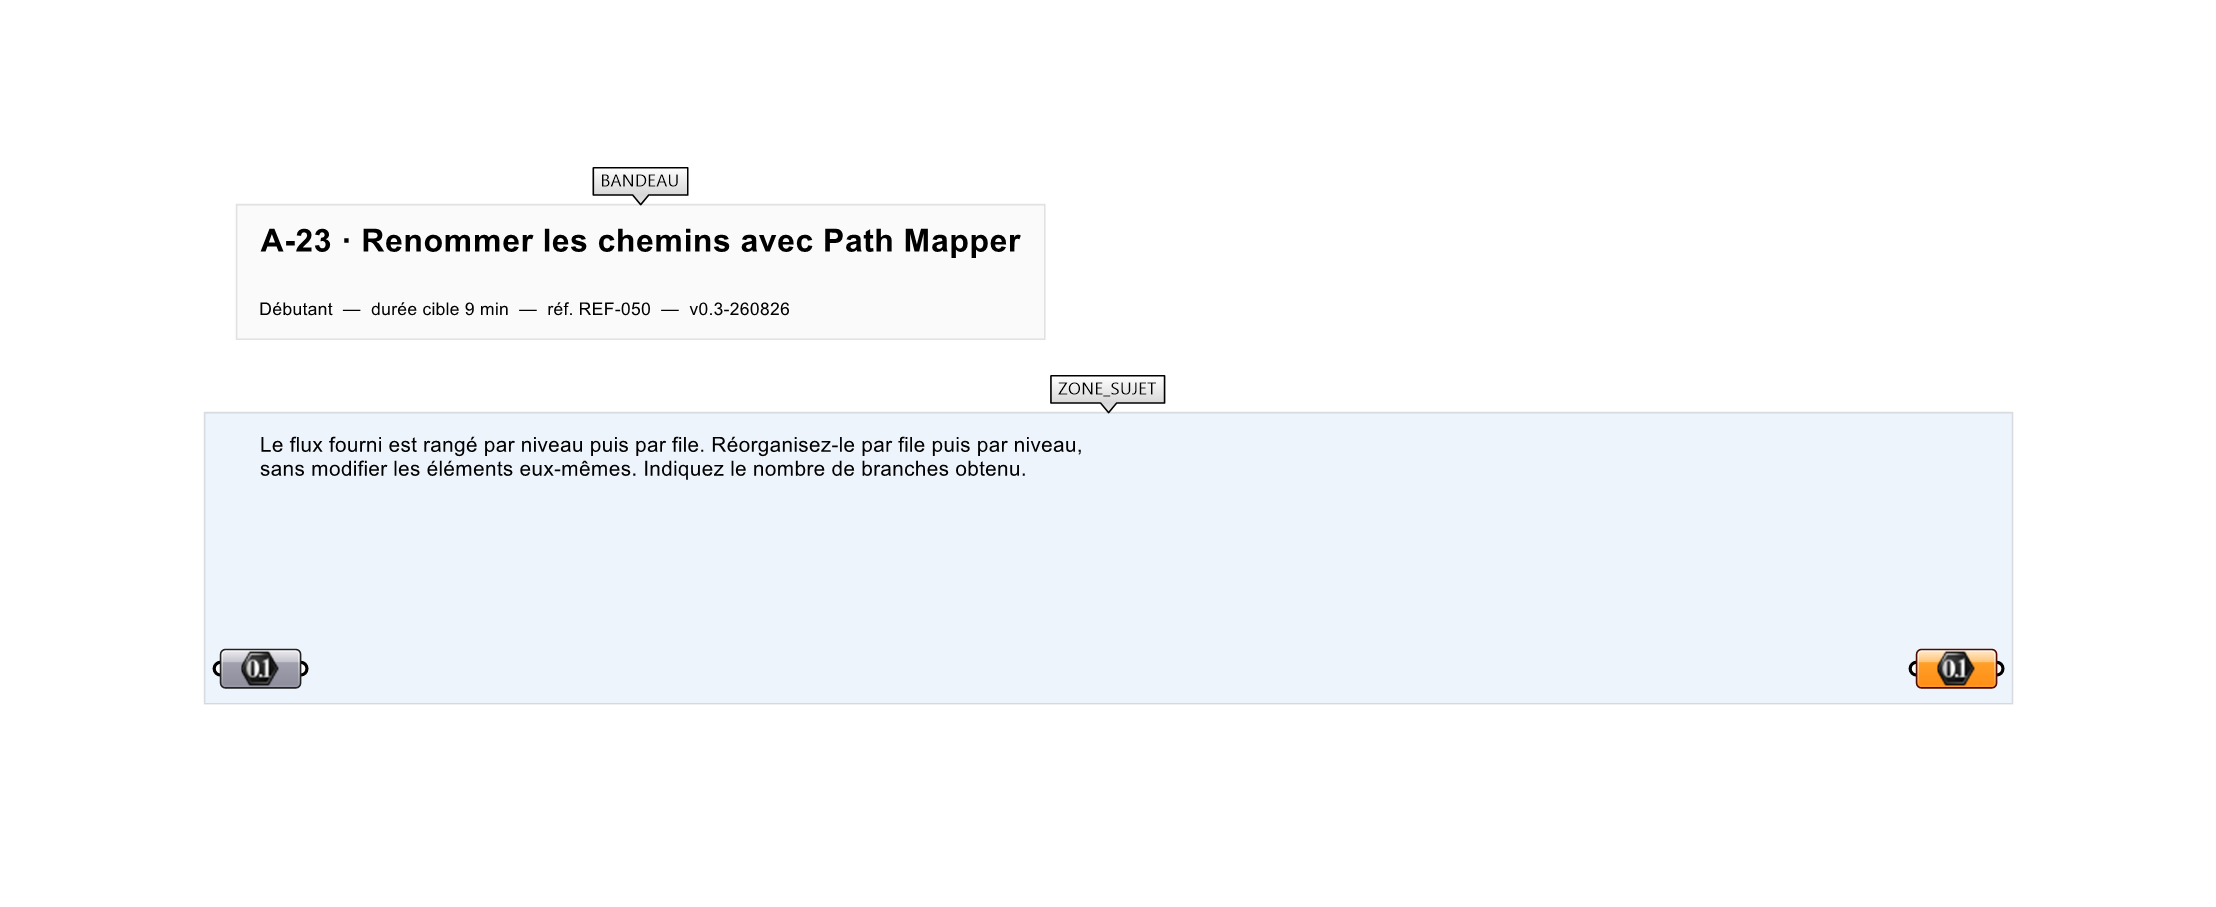 BANDEAU
A-23 · Renommer les chemins avec Path Mapper
Débutant — durée cible 9 min — réf. REF-050 — v0.3-260826
ZONE_SUJET
Le flux fourni est rangé par niveau puis par file. Réorganisez-le par file puis par niveau,
sans modifier les éléments eux-mêmes. Indiquez le nombre de branches obtenu.
0.1
0.1